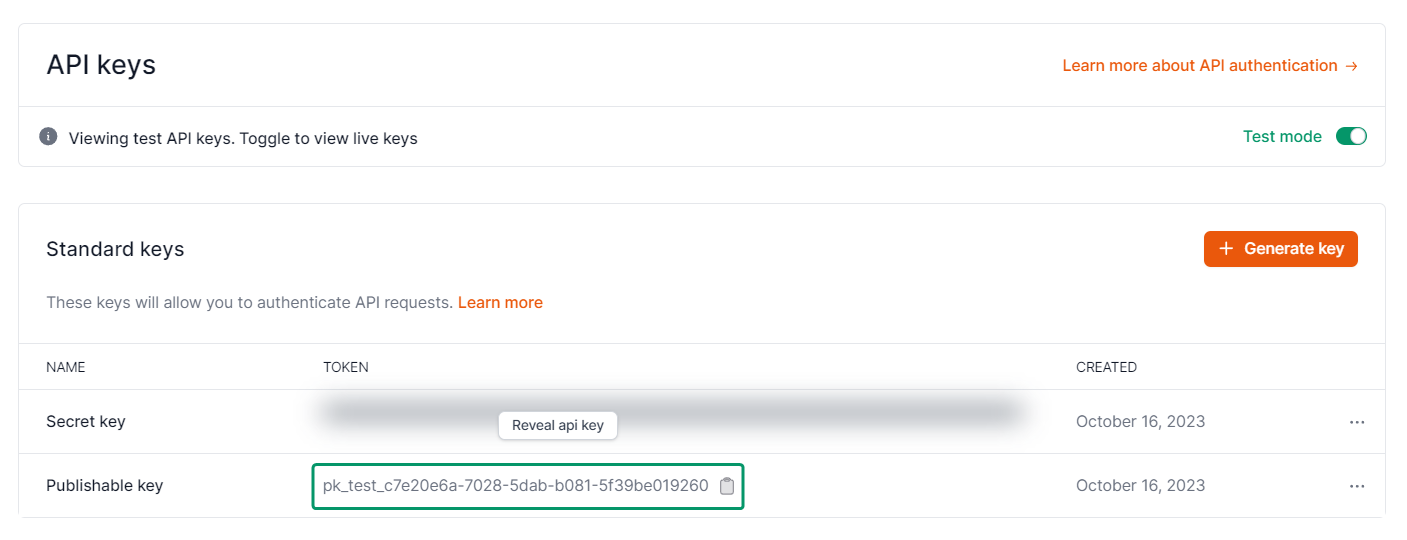 API keys
Learn more about API authentication →
Viewing test API keys. Toggle to view live keys
Test mode
Standard keys
+ Generate key
These keys will allow you to authenticate API requests. Learn more
NAME TOKEN CREATED
Secret key Reveal api key October 16, 2023 ...
Publishable key pk_test_c7e20e6a-7028-5dab-b081-5f39be019260 October 16, 2023 ...